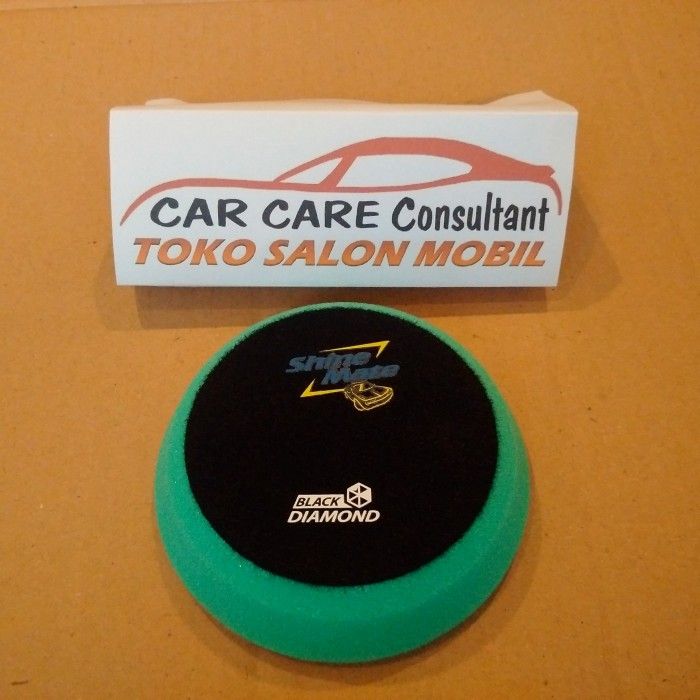 CAR CARE Consultant
TOKO SALON MOBIL
Shine
Mate
BLACK
DIAMOND